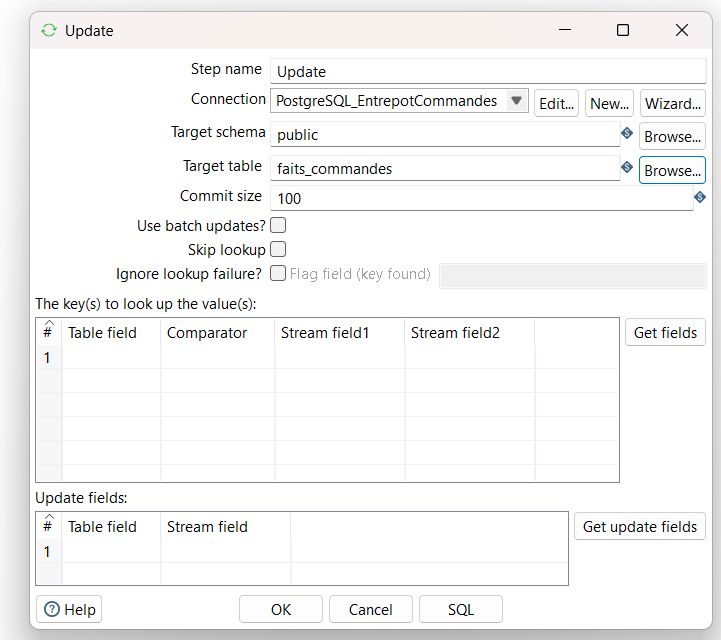 Update
Step name Update
Connection PostgreSQL_EntrepotCommandes Edit... New... Wizard...
Target schema public Browse...
Target table faits_commandes Browse...
Commit size 100
Use batch updates?
Skip lookup
Ignore lookup failure? Flag field (key found)
The key(s) to look up the value(s):
# Table field Comparator Stream field1 Stream field2 Get fields
1
Update fields:
# Table field Stream field Get update fields
1
Help OK Cancel SQL